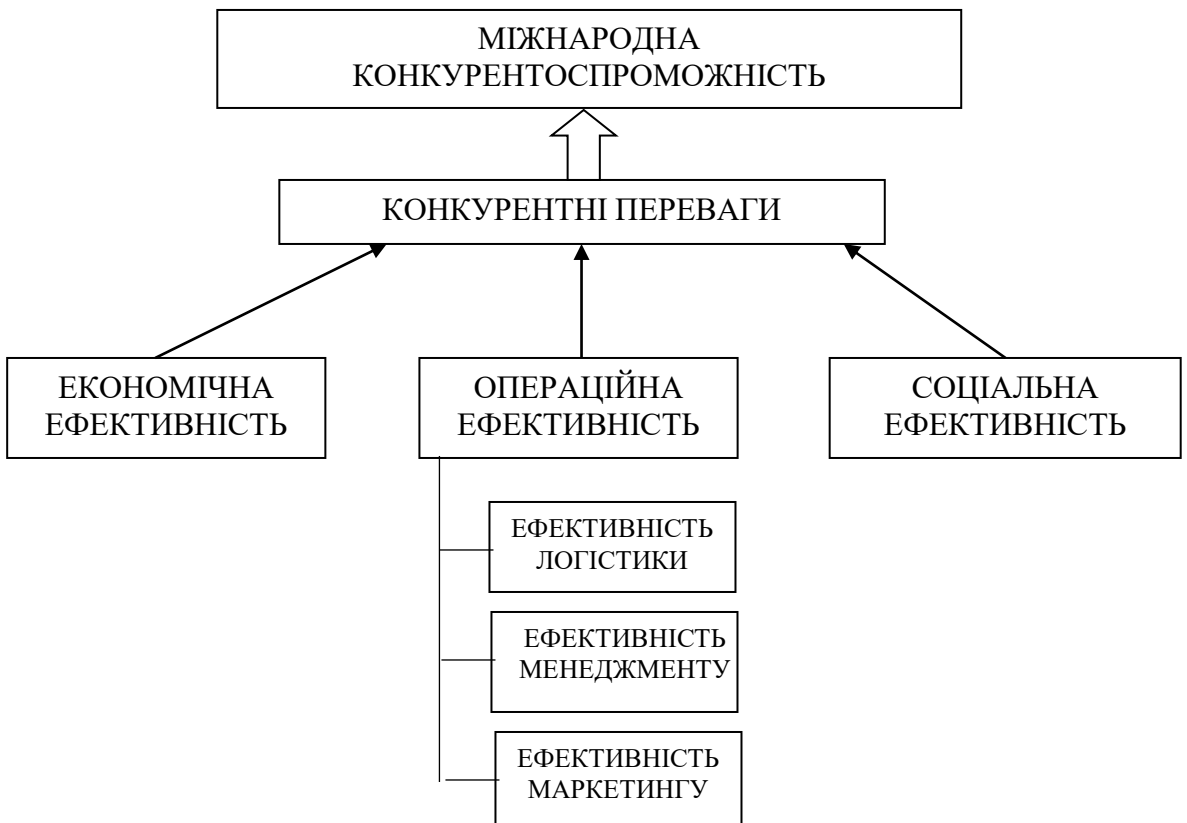 МІЖНАРОДНА
КОНКУРЕНТОСПРОМОЖНІСТЬ
КОНКУРЕНТНІ ПЕРЕВАГИ
ЕКОНОМІЧНА
ЕФЕКТИВНІСТЬ
ОПЕРАЦІЙНА
ЕФЕКТИВНІСТЬ
СОЦІАЛЬНА
ЕФЕКТИВНІСТЬ
ЕФЕКТИВНІСТЬ
ЛОГІСТИКИ
ЕФЕКТИВНІСТЬ
МЕНЕДЖМЕНТУ
ЕФЕКТИВНІСТЬ
МАРКЕТИНГУ